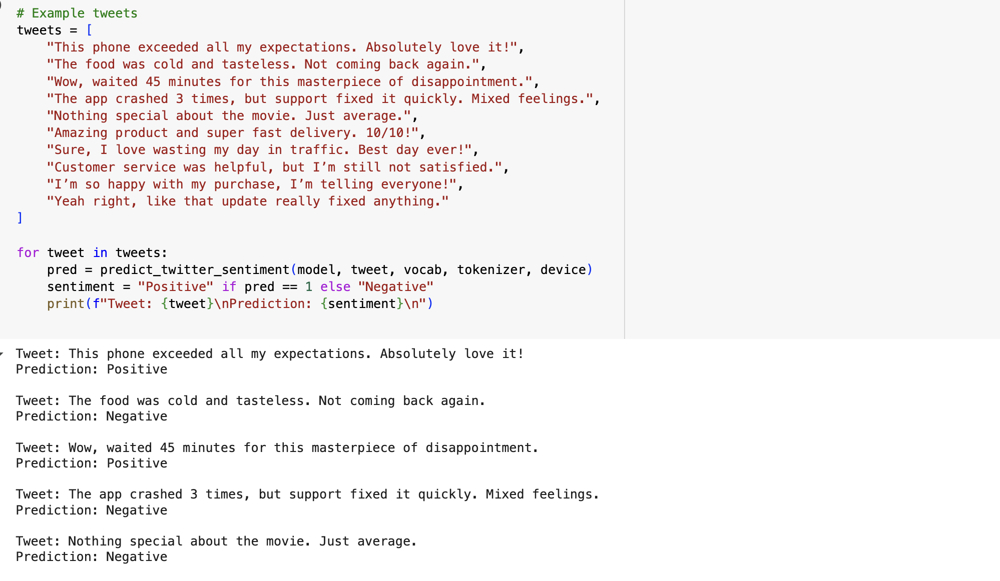 # Example tweets
tweets = [
    "This phone exceeded all my expectations. Absolutely love it!",
    "The food was cold and tasteless. Not coming back again.",
    "Wow, waited 45 minutes for this masterpiece of disappointment.",
    "The app crashed 3 times, but support fixed it quickly. Mixed feelings.",
    "Nothing special about the movie. Just average.",
    "Amazing product and super fast delivery. 10/10!",
    "Sure, I love wasting my day in traffic. Best day ever!",
    "Customer service was helpful, but I’m still not satisfied.",
    "I’m so happy with my purchase, I’m telling everyone!",
    "Yeah right, like that update really fixed anything."
]
for tweet in tweets:
    pred = predict_twitter_sentiment(model, tweet, vocab, tokenizer, device)
    sentiment = "Positive" if pred == 1 else "Negative"
    print(f"Tweet: {tweet}\nPrediction: {sentiment}\n")
Tweet: This phone exceeded all my expectations. Absolutely love it!
Prediction: Positive
Tweet: The food was cold and tasteless. Not coming back again.
Prediction: Negative
Tweet: Wow, waited 45 minutes for this masterpiece of disappointment.
Prediction: Positive
Tweet: The app crashed 3 times, but support fixed it quickly. Mixed feelings.
Prediction: Negative
Tweet: Nothing special about the movie. Just average.
Prediction: Negative